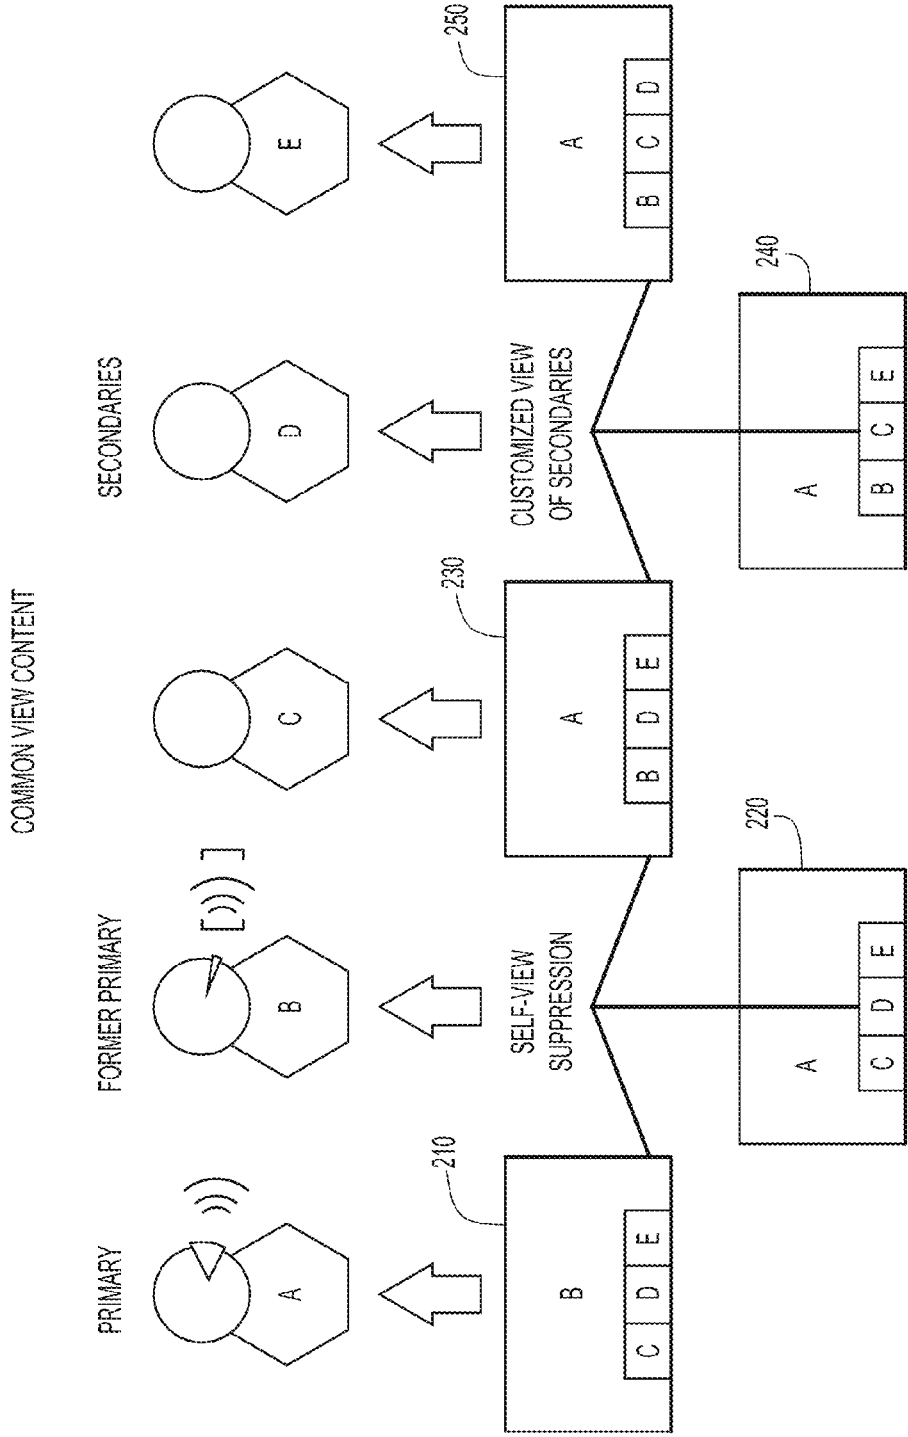 COMMON VIEW CONTENT
PRIMARY
FORMER PRIMARY
SECONDARIES
A
B
C
D
E
[ ]
210
B
C D E
SELF-VIEW
SUPPRESSION
220
A
C D E
230
A
B D E
CUSTOMIZED VIEW
OF SECONDARIES
240
A
B C E
250
A
B C D